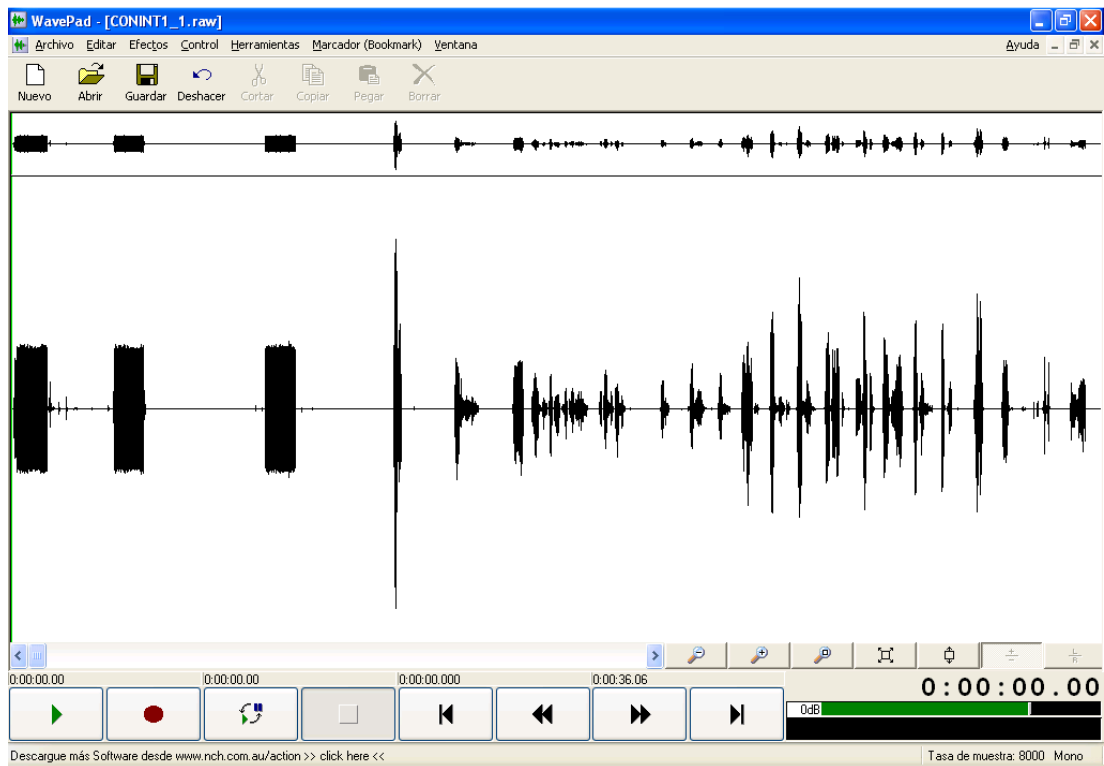 WavePad - [CONINT1_1.raw]
Archivo Editar Efectos Control Herramientas Marcador (Bookmark) Ventana Ayuda
Nuevo Abrir Guardar Deshacer Cortar Copiar Pegar Borrar
+ - L R
0:00:00.00 0:00:00.00 0:00:00.000 0:00:36.06
0:00:00.00
0dB
Descargue más Software desde www.nch.com.au/action >> click here << Tasa de muestra: 8000 Mono